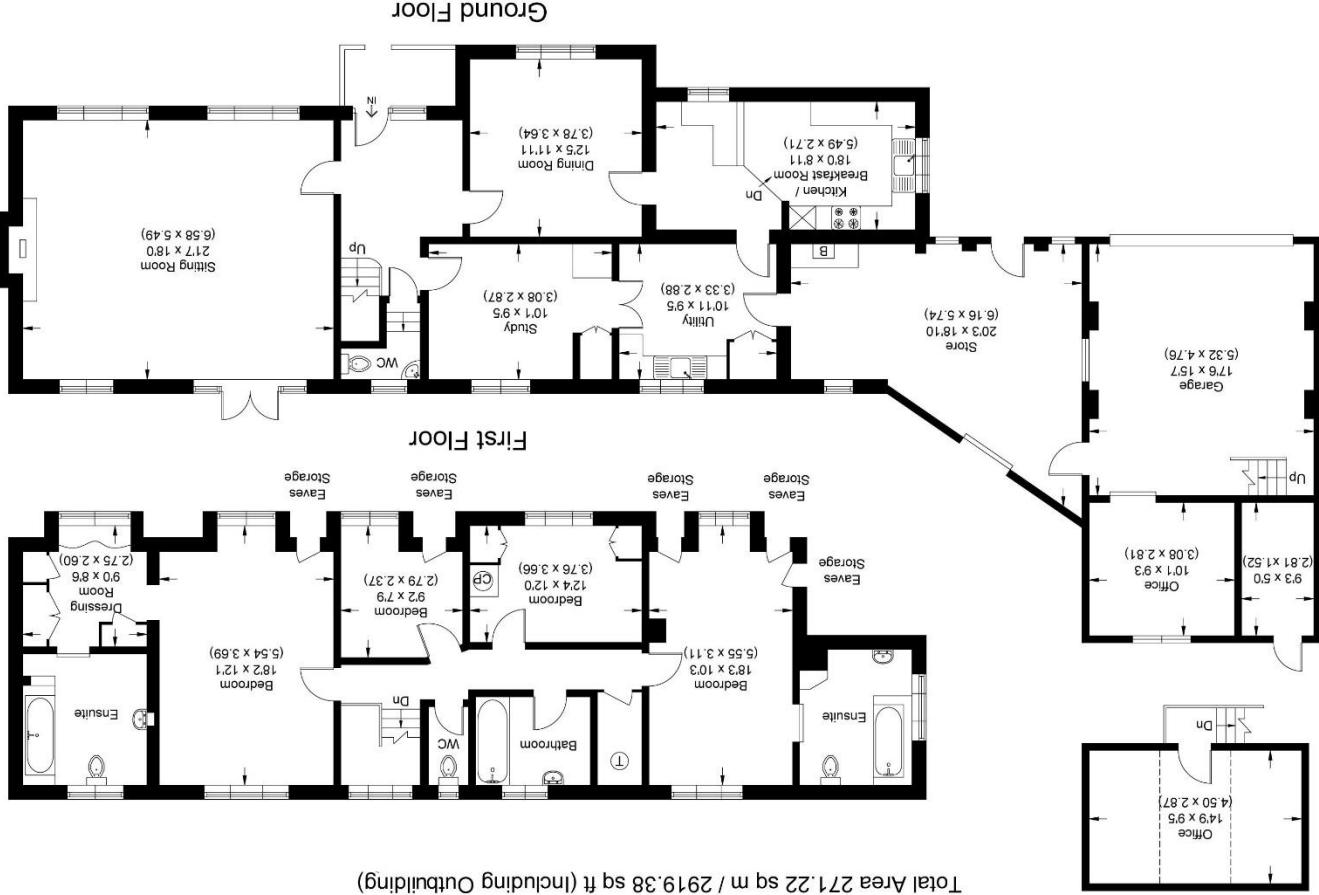 Total Area 271.22 sq m / 2919.38 sq ft (Including Outbuilding)
Office
14'9 x 9'5
(4.50 x 2.87)
Dn
Ensuite
T
Bathroom
WC
Dn
Ensuite
Bedroom
18'3 x 10'3
(5.55 x 3.11)
Bedroom
12'4 x 12'0
(3.76 x 3.66)
CP
Bedroom
9'2 x 7'9
(2.79 x 2.37)
Bedroom
18'2 x 12'1
(5.54 x 3.69)
Dressing
Room
9'0 x 8'6
(2.75 x 2.60)
Eaves
Storage
Eaves
Storage
Eaves
Storage
Eaves
Storage
Eaves
Storage
First Floor
9'3 x 5'0
(2.81 x 1.52)
Office
10'1 x 9'3
(3.08 x 2.81)
Up
Garage
17'6 x 15'7
(5.32 x 4.76)
Store
20'3 x 18'10
(6.16 x 5.74)
B
Utility
10'11 x 9'5
(3.33 x 2.88)
Study
10'1 x 9'5
(3.08 x 2.87)
WC
Up
Sitting Room
21'7 x 18'0
(6.58 x 5.49)
Kitchen /
Breakfast Room
18'0 x 8'11
(5.49 x 2.71)
Dn
Dining Room
12'5 x 11'11
(3.78 x 3.64)
IN
Ground Floor